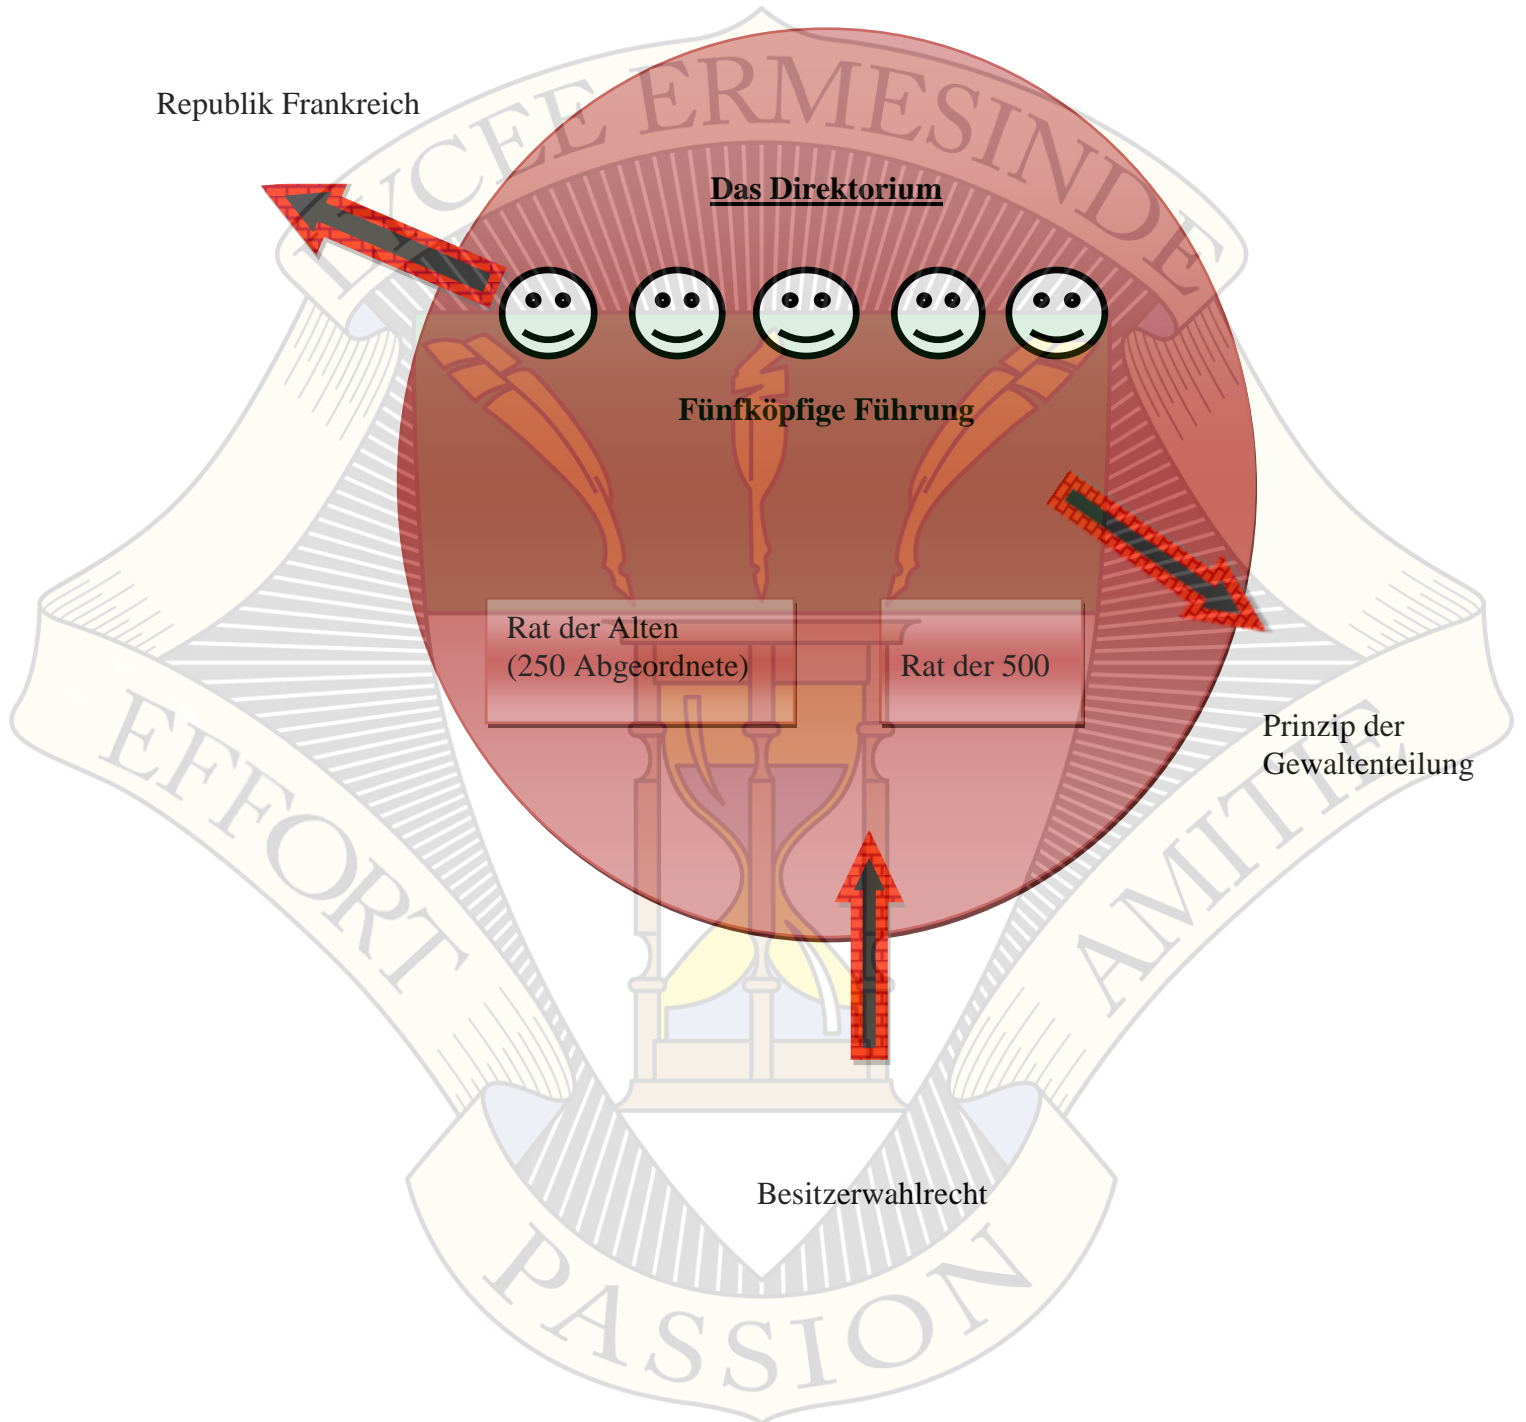 LYCEE ERMESINDE
Republik Frankreich
Das Direktorium
Fünfköpfige Führung
Rat der Alten
(250 Abgeordnete)
Rat der 500
Prinzip der
Gewaltenteilung
EFFORT
AMITIE
Besitzerwahlrecht
PASSION